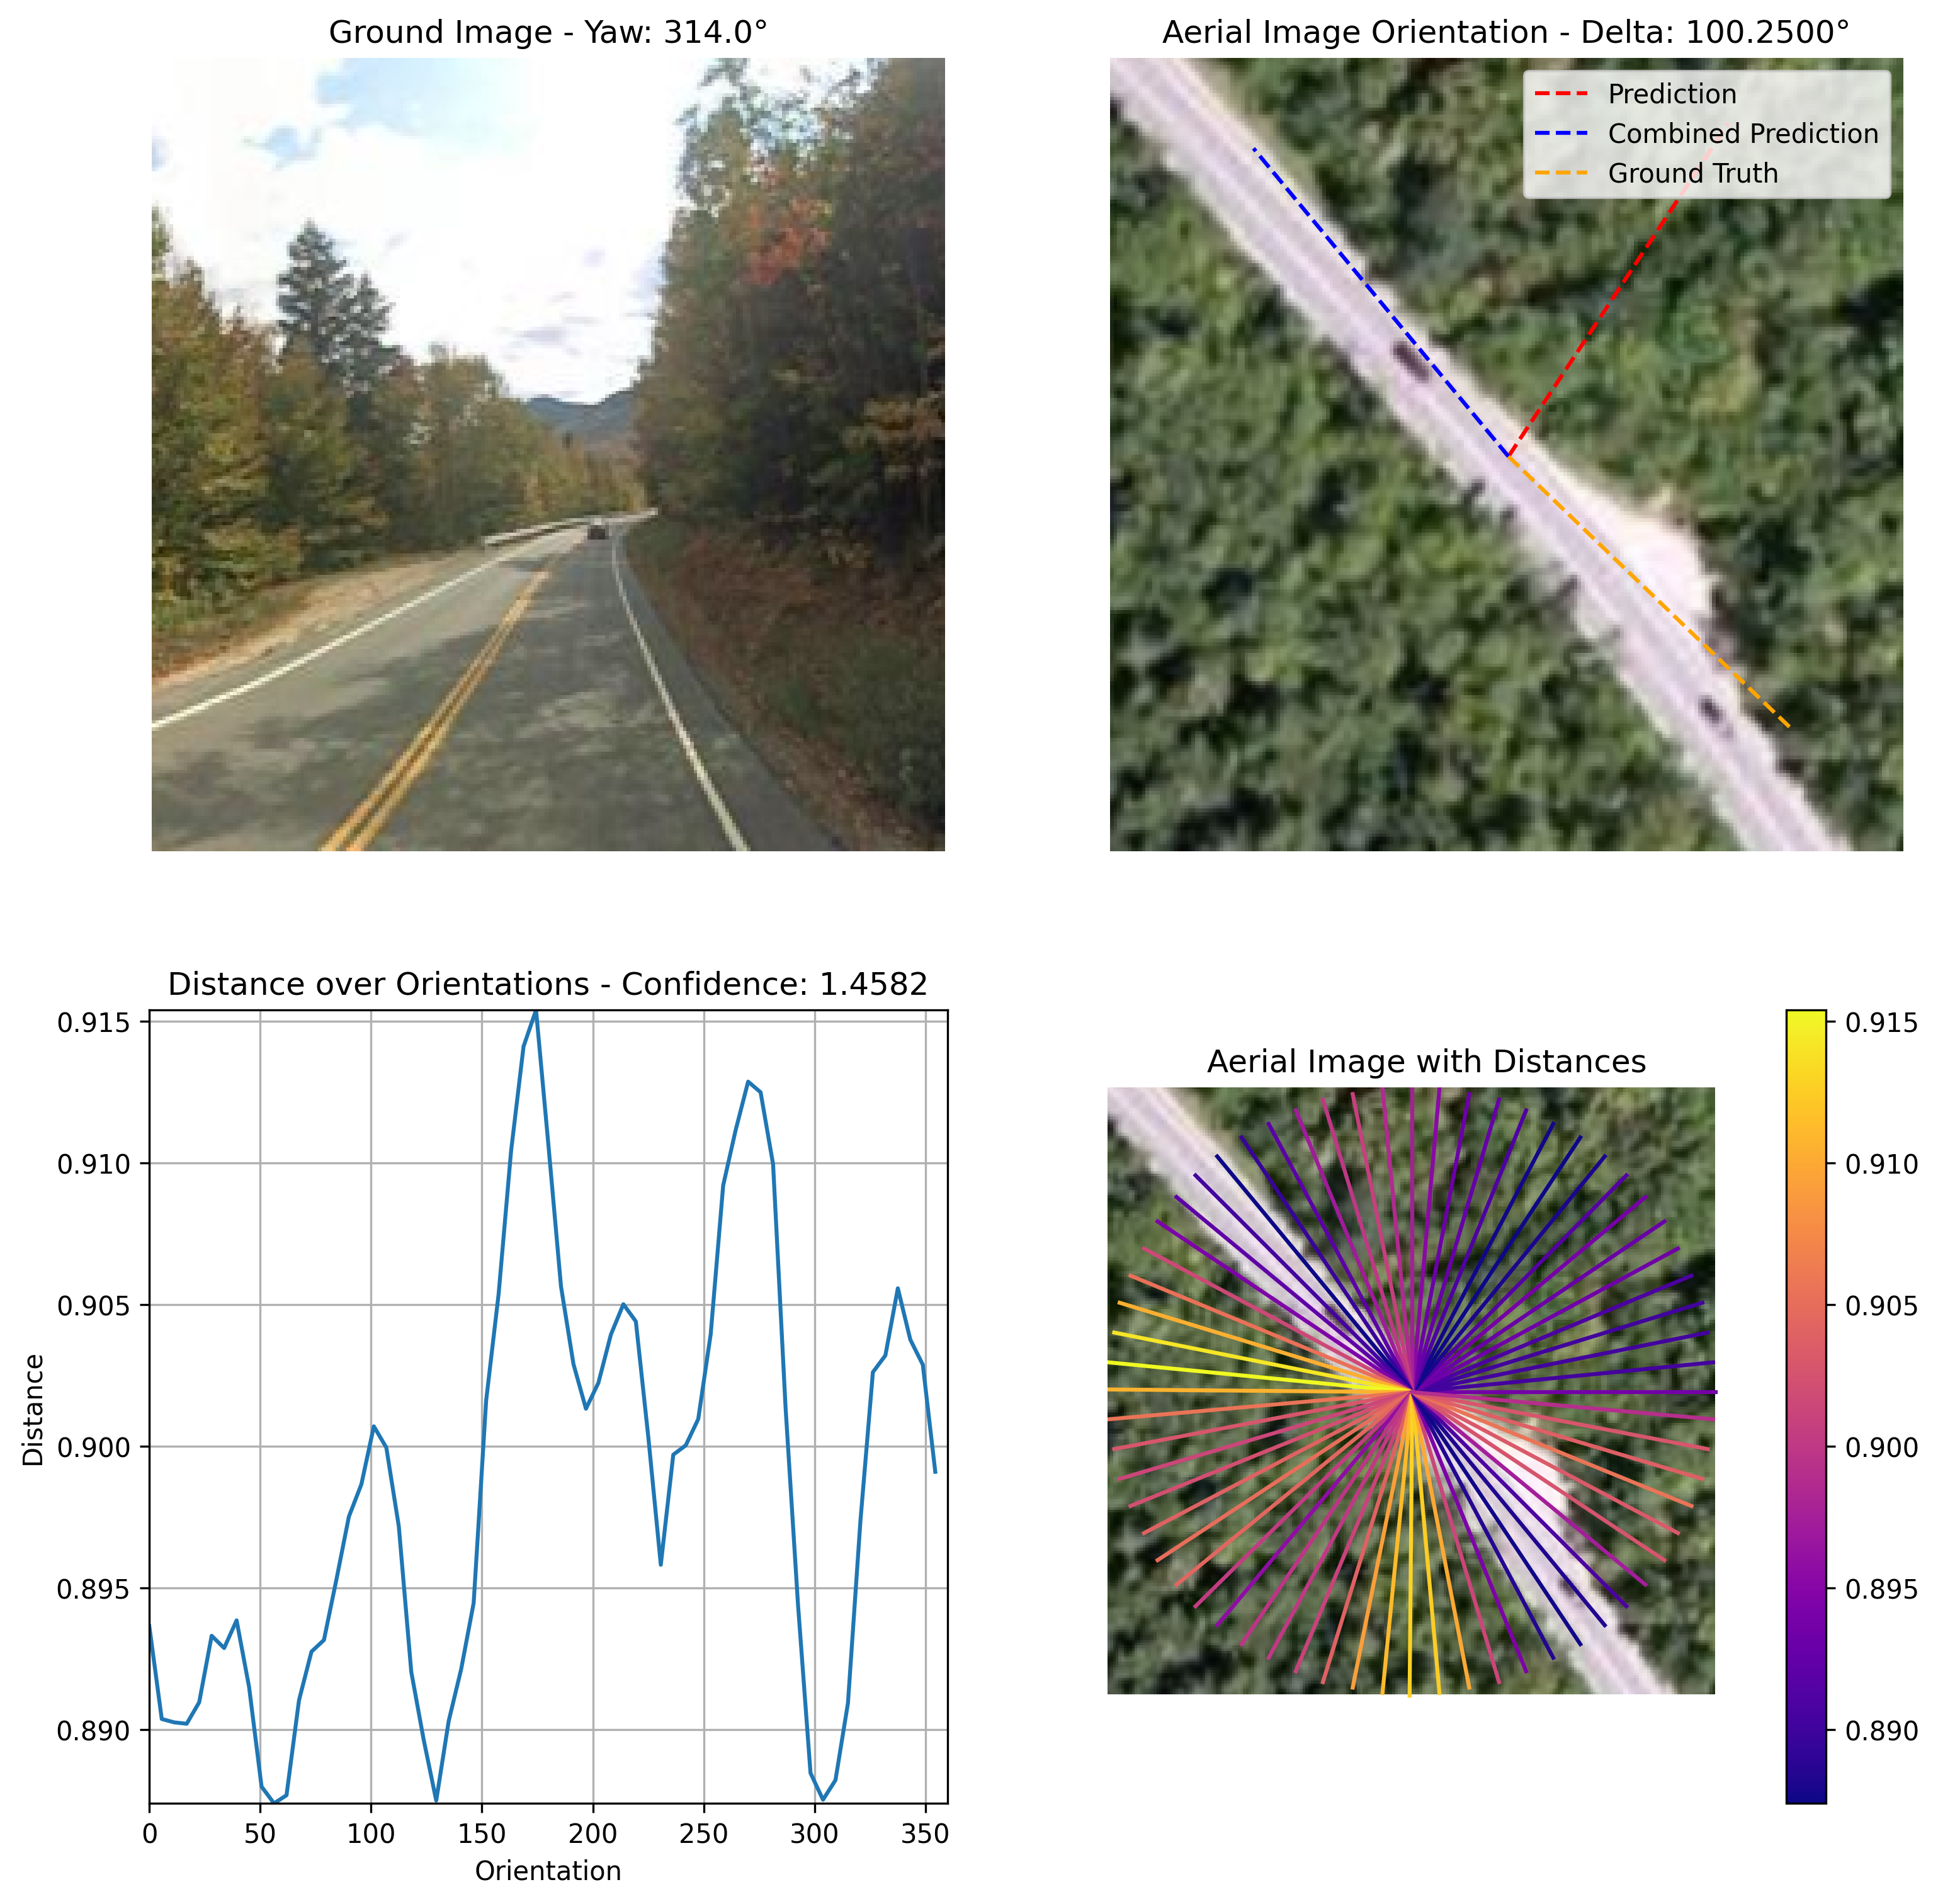 Ground Image - Yaw: 314.0°
Aerial Image Orientation - Delta: 100.2500°
Prediction
Combined Prediction
Ground Truth
Distance over Orientations - Confidence: 1.4582
0.915
0.910
0.905
0.900
0.895
0.890
Distance
0
50
100
150
200
250
300
350
Orientation
Aerial Image with Distances
0.915
0.910
0.905
0.900
0.895
0.890